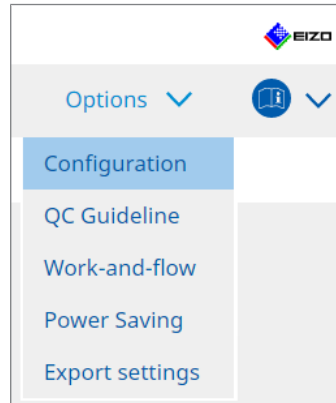 EIZO
Options
Configuration
QC Guideline
Work-and-flow
Power Saving
Export settings